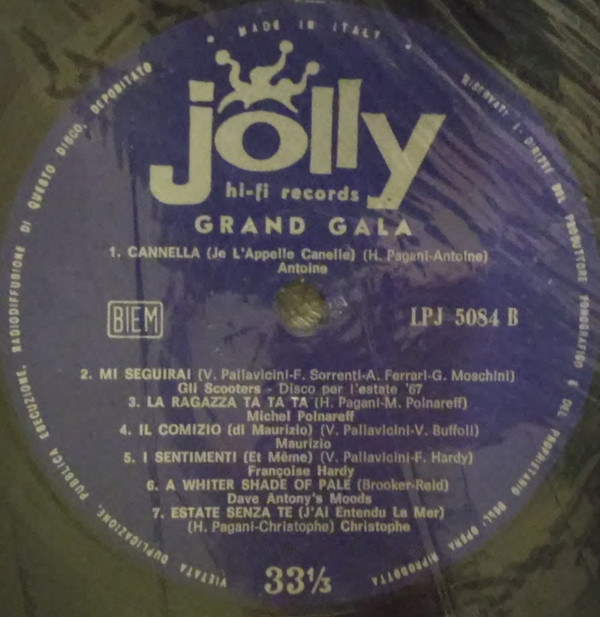 MADE IN ITALY
jolly
hi-fi records
GRAND GALA
1. CANNELLA (Je L'Appelle Canelle) (H. Pagani-Antoine)
Antoine
BIEM
LPJ 5084 B
2. MI SEGUIRAI (V. Pallavicini-F. Sorrenti-A. Ferrari-G. Moschini)
Gli Scooters - Disco per l'estate '67
3. LA RAGAZZA TA TA TA (H. Pagani-M. Polnareff)
Michel Polnareff
4. IL COMIZIO (di Maurizio) (V. Pallavicini-V. Buffoli)
Maurizio
5. I SENTIMENTI (Et Même) (V. Pallavicini-F. Hardy)
Françoise Hardy
6. A WHITER SHADE OF PALE (Brooker-Reid)
Dave Antony's Moods
7. ESTATE SENZA TE (J'Ai Entendu La Mer)
(H. Pagani-Christophe) Christophe
33⅓
RISERVATI I DIRITTI DEL PRODUTTORE FONOGRAFICO E DEL PROPRIETARIO DELL'OPERA RIPRODOTTA
VIETATA DUPLICAZIONE, PUBBLICA ESECUZIONE, RADIODIFFUSIONE DI QUESTO DISCO, DEPOSITATO